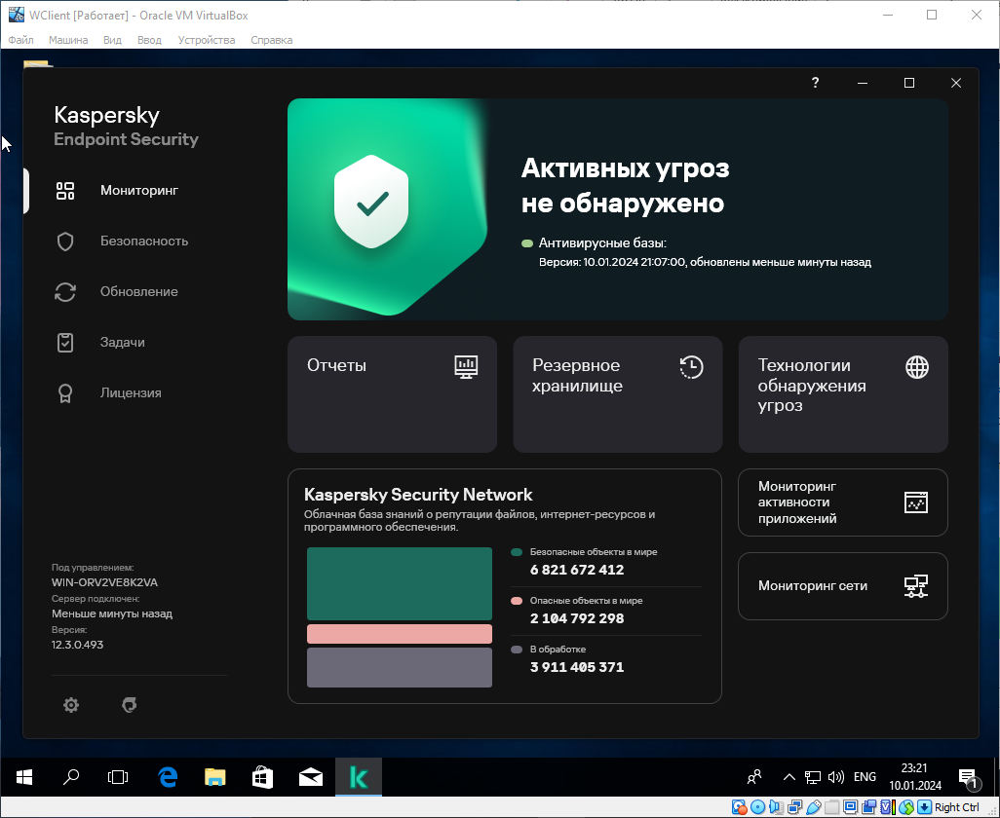 WClient [Работает] - Oracle VM VirtualBox
Файл Машина Вид Ввод Устройства Справка
?
Kaspersky
Endpoint Security
Мониторинг
Безопасность
Обновление
Задачи
Лицензия
Под управлением:
WIN-ORV2VE8K2VA
Сервер подключен:
Меньше минуты назад
Версия:
12.3.0.493
Активных угроз
не обнаружено
Антивирусные базы:
Версия: 10.01.2024 21:07:00, обновлены меньше минуты назад
Отчеты
Резервное
хранилище
Технологии
обнаружения
угроз
Kaspersky Security Network
Облачная база знаний о репутации файлов, интернет-ресурсов и
программного обеспечения.
Безопасные объекты в мире
6 821 672 412
Опасные объекты в мире
2 104 792 298
В обработке
3 911 405 371
Мониторинг
активности
приложений
Мониторинг сети
ENG
23:21
10.01.2024
1
Right Ctrl